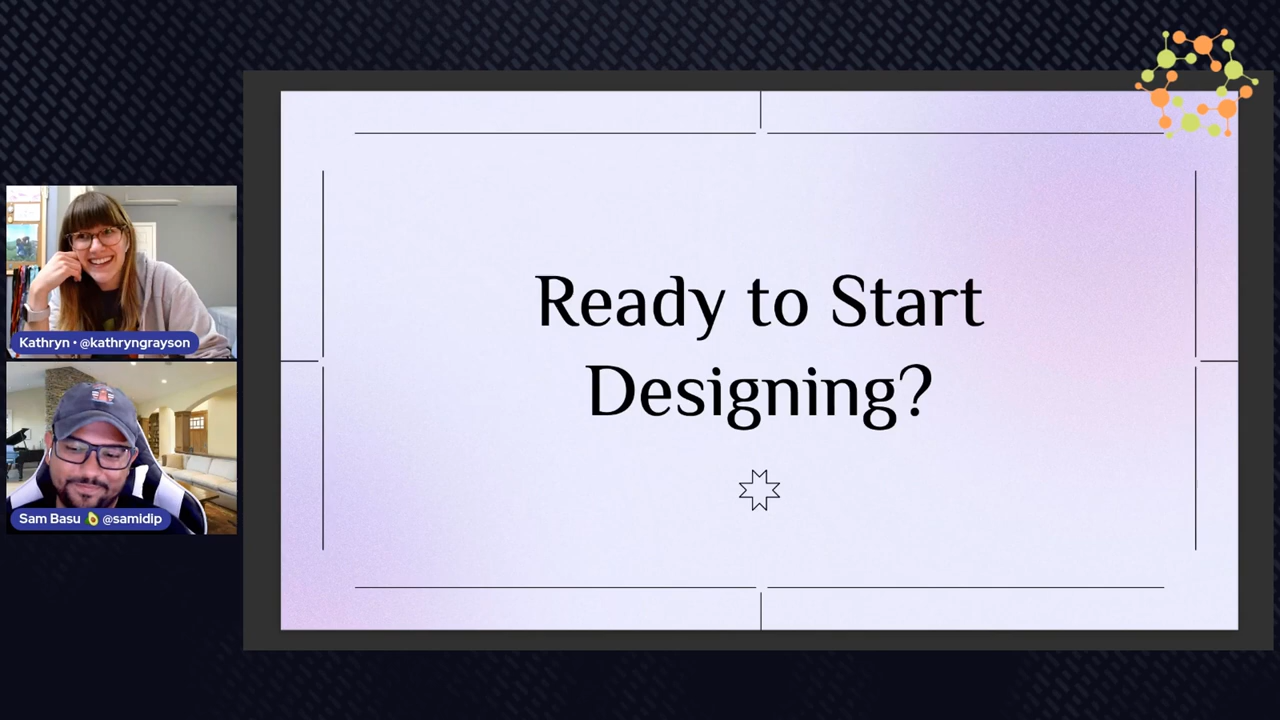 Ready to Start
Designing?
Kathryn • @kathryngrayson
Sam Basu 🥑 @samidip